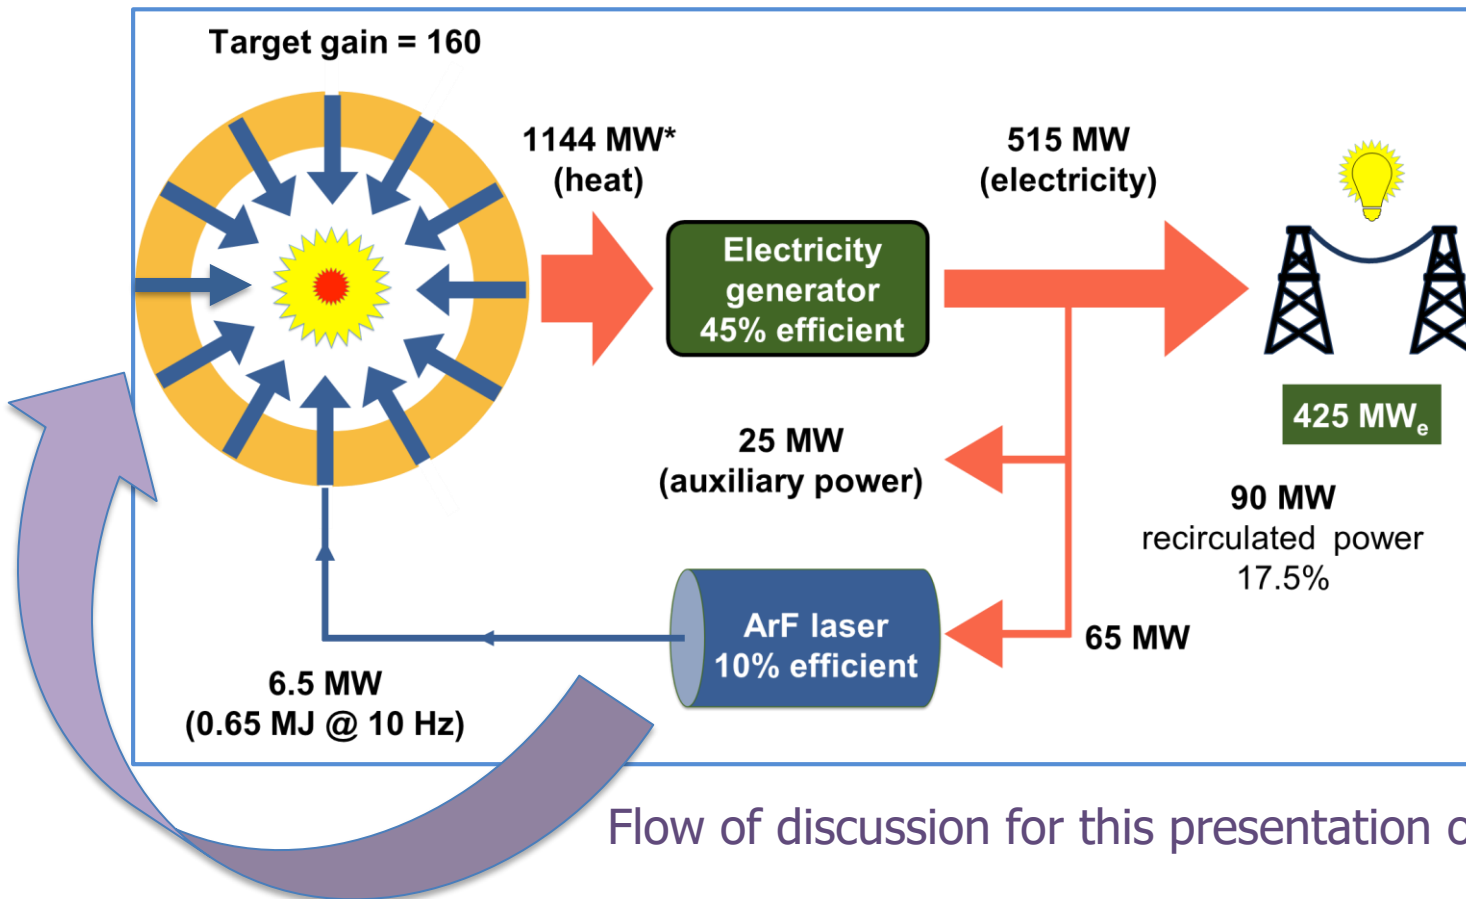 Target gain = 160
1144 MW*
(heat)
515 MW
(electricity)
Electricity
generator
45% efficient
425 MWe
25 MW
(auxiliary power)
90 MW
recirculated power
17.5%
ArF laser
10% efficient
65 MW
6.5 MW
(0.65 MJ @ 10 Hz)
Flow of discussion for this presentation